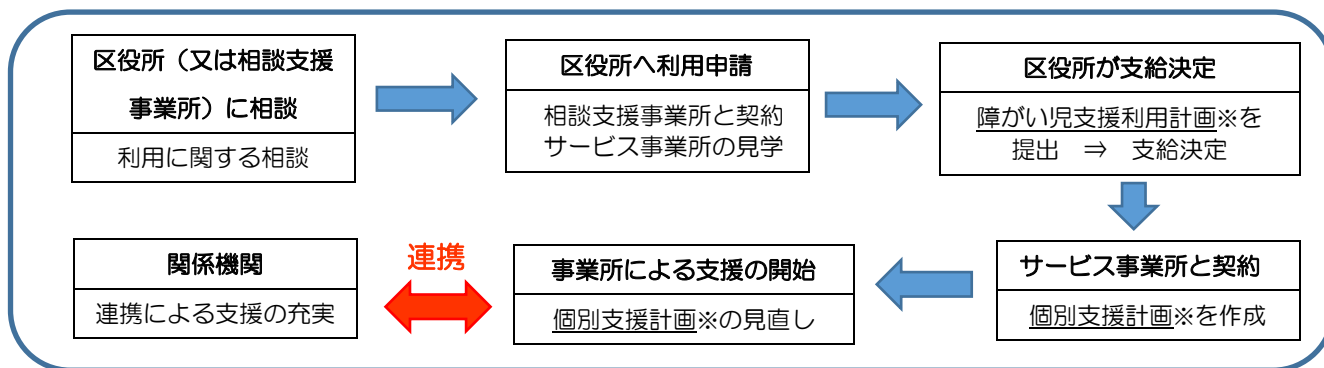 区役所（又は相談支援
事業所）に相談
利用に関する相談
区役所へ利用申請
相談支援事業所と契約
サービス事業所の見学
区役所が支給決定
障がい児支援利用計画※を
提出　⇒　支給決定
サービス事業所と契約
個別支援計画※を作成
事業所による支援の開始
個別支援計画※の見直し
連携
関係機関
連携による支援の充実